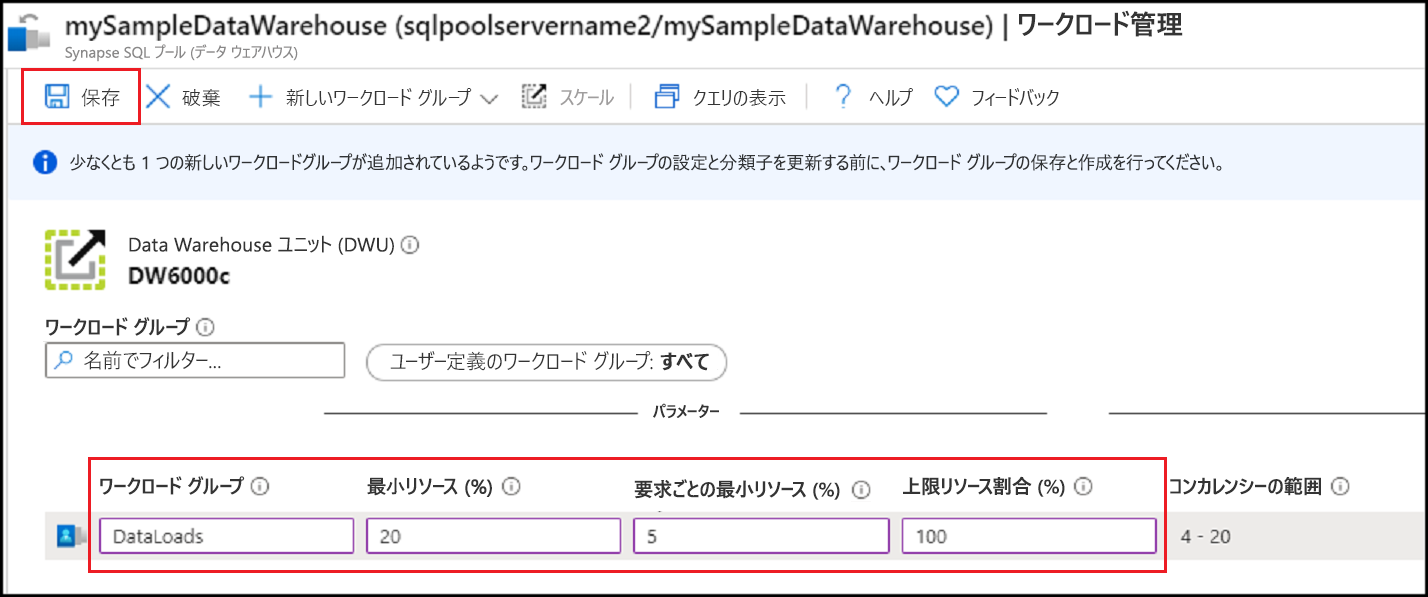 mySampleDataWarehouse (sqlpoolservername2/mySampleDataWarehouse) | ワークロード管理
Synapse SQL プール (データ ウェアハウス)
保存 破棄 新しいワークロード グループ スケール クエリの表示 ヘルプ フィードバック
少なくとも 1 つの新しいワークロードグループが追加されているようです。ワークロード グループの設定と分類子を更新する前に、ワークロード グループの保存と作成を行ってください。
Data Warehouse ユニット (DWU)
DW6000c
ワークロード グループ
名前でフィルター... ユーザー定義のワークロード グループ: すべて
パラメーター
ワークロード グループ 最小リソース (%) 要求ごとの最小リソース (%) 上限リソース割合 (%) コンカレンシーの範囲
DataLoads 20 5 100 4 - 20